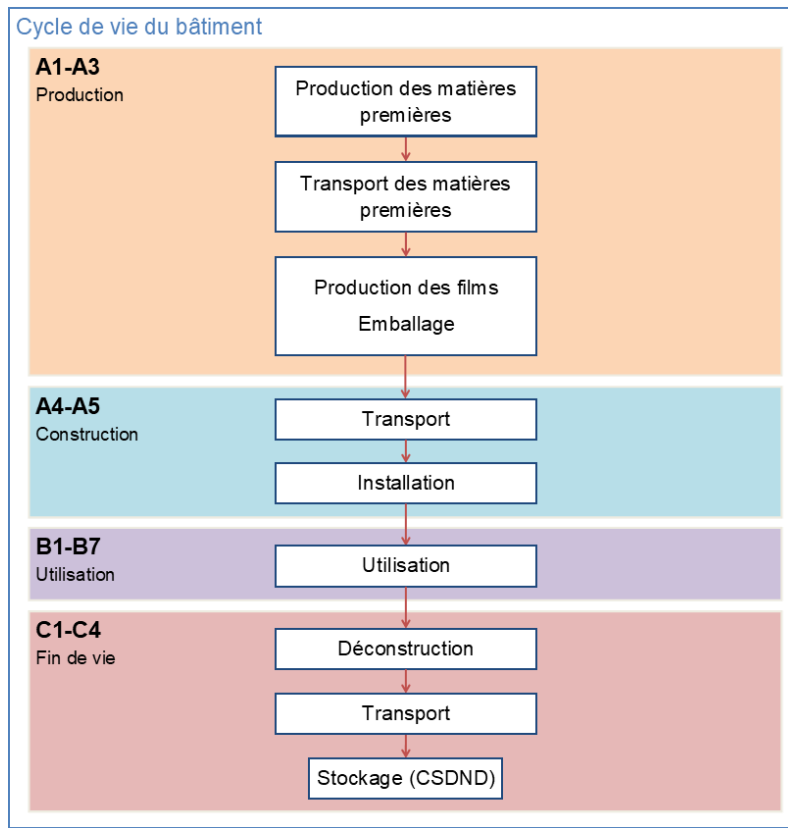 Cycle de vie du bâtiment
A1-A3
Production
Production des matières
premières
Transport des matières
premières
Production des films
Emballage
A4-A5
Construction
Transport
Installation
B1-B7
Utilisation
Utilisation
C1-C4
Fin de vie
Déconstruction
Transport
Stockage (CSDND)